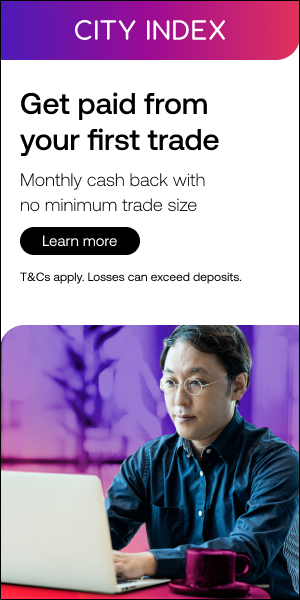 CITY INDEX
Get paid from
your first trade
Monthly cash back with
no minimum trade size
Learn more
T&Cs apply. Losses can exceed deposits.